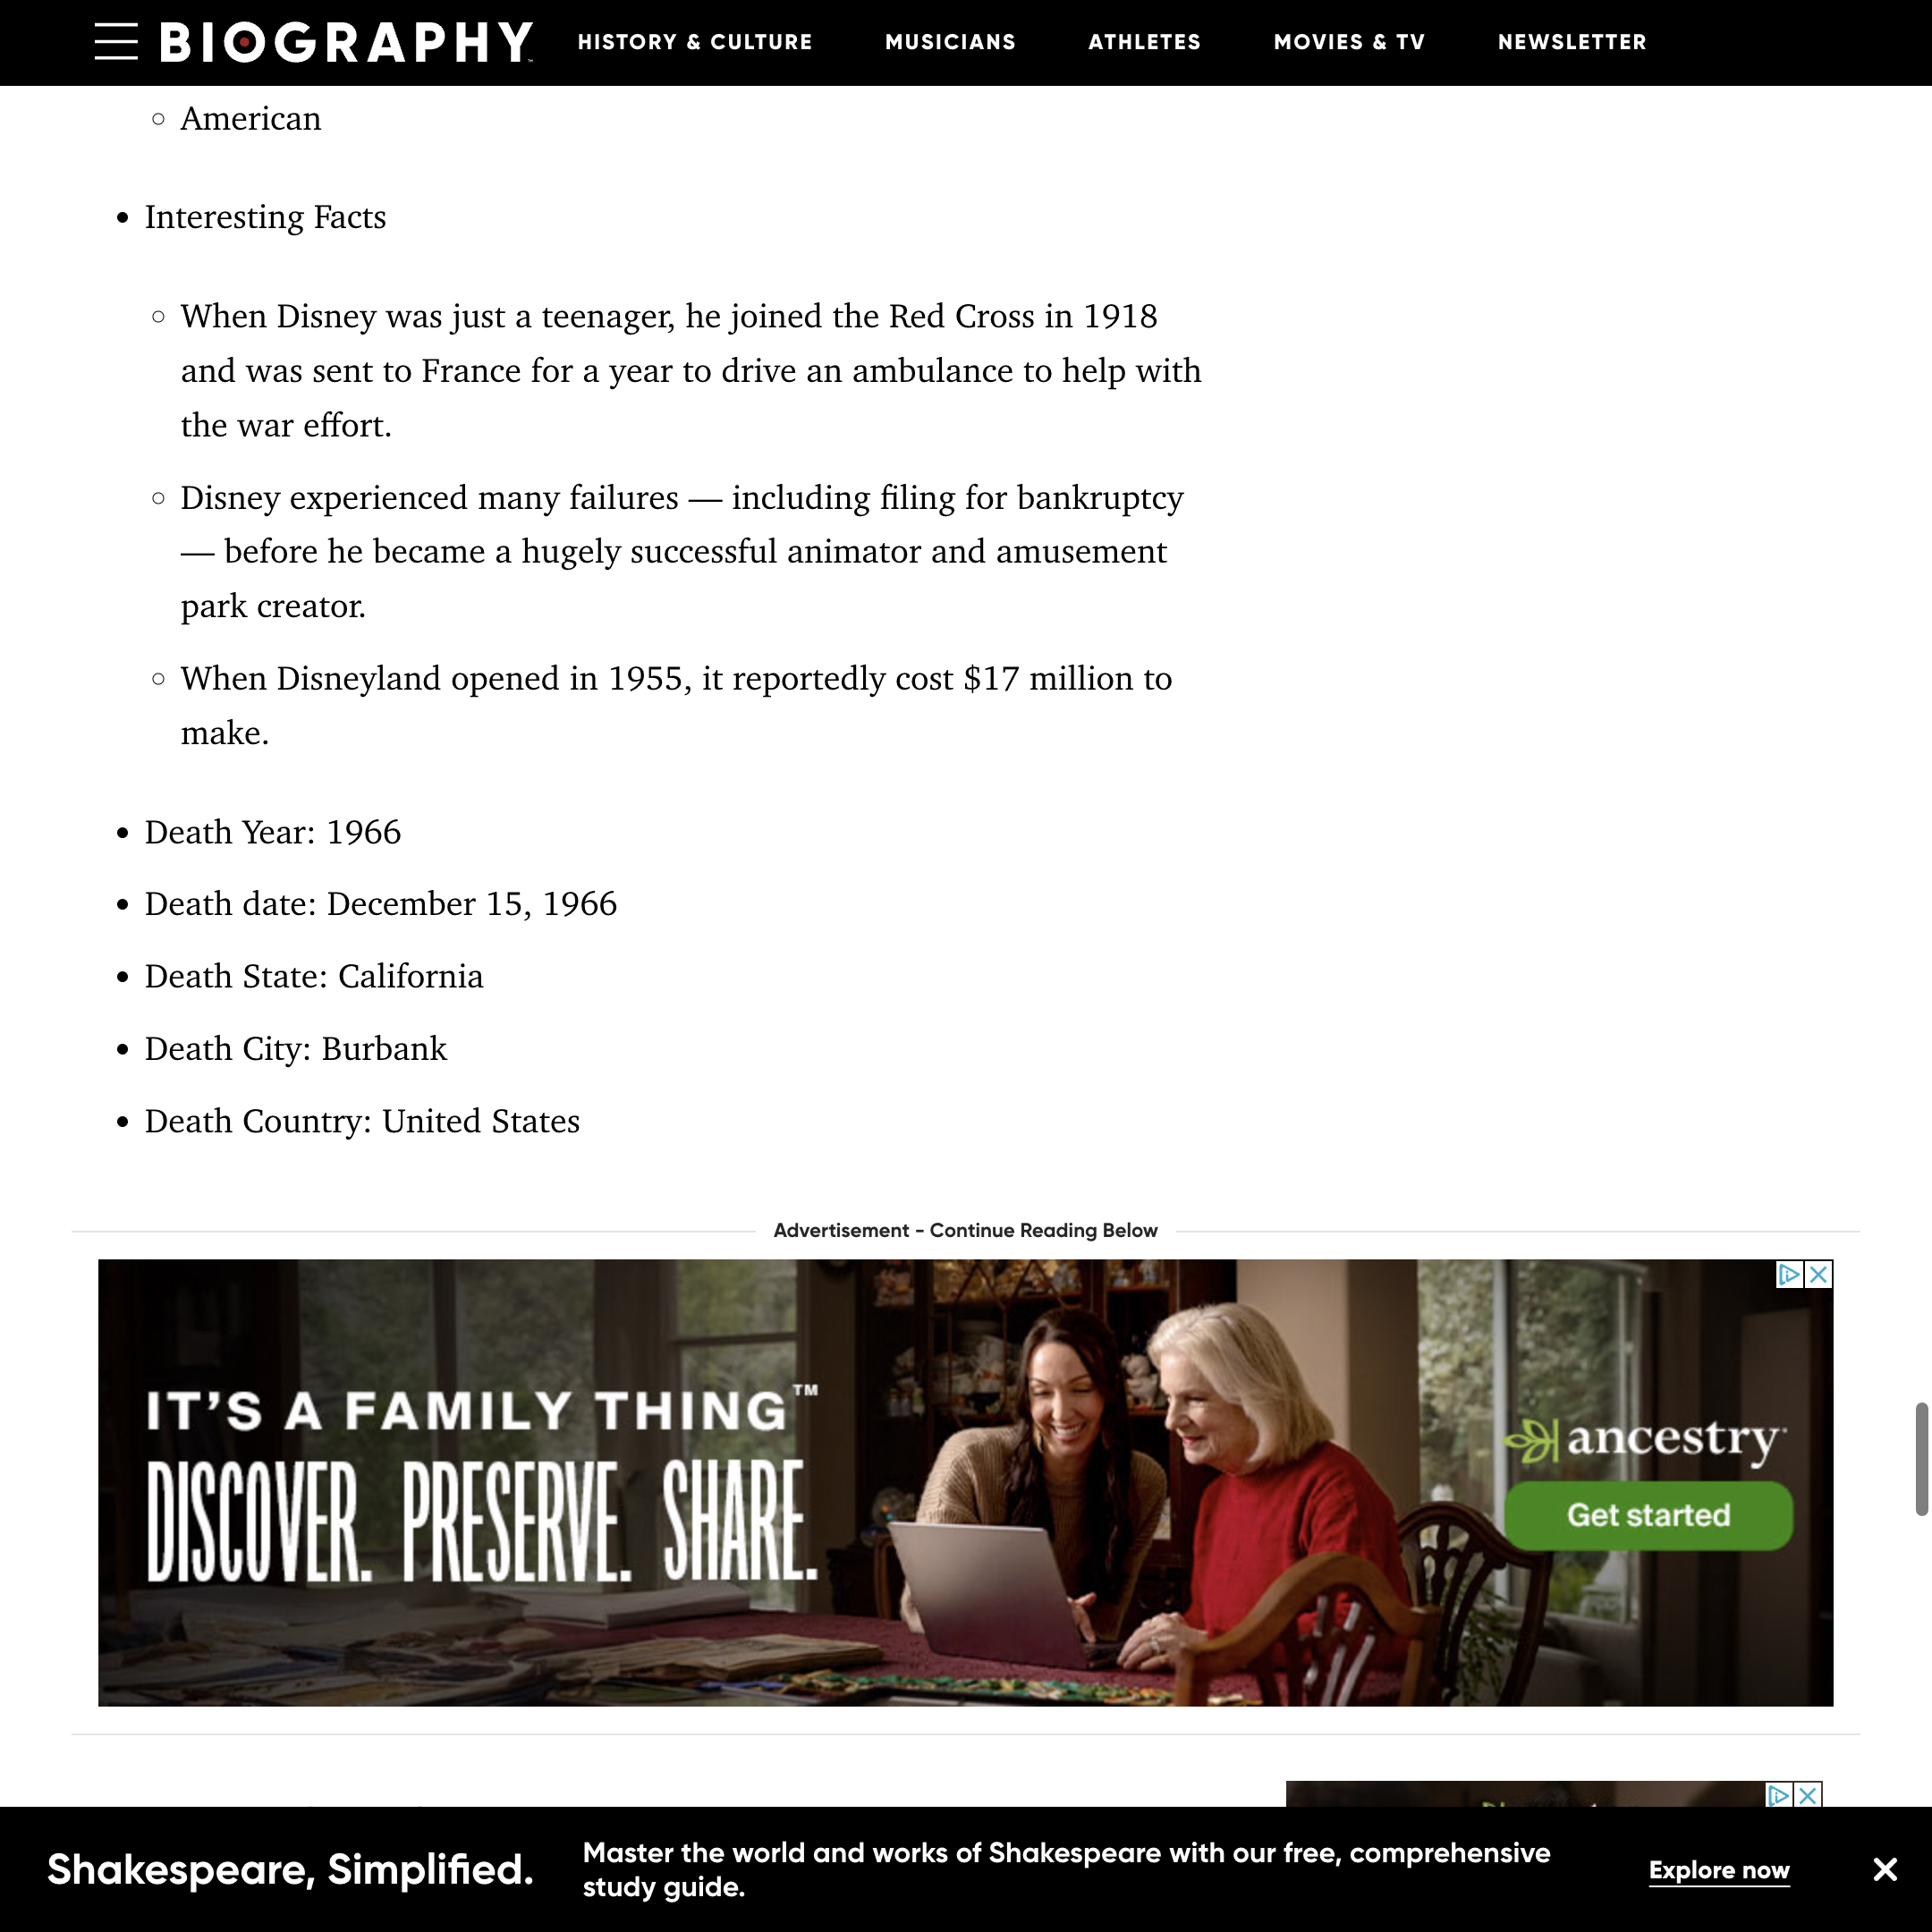 BIOGRAPHY
HISTORY & CULTURE MUSICIANS ATHLETES MOVIES & TV NEWSLETTER
American
Interesting Facts
When Disney was just a teenager, he joined the Red Cross in 1918
and was sent to France for a year to drive an ambulance to help with
the war effort.
Disney experienced many failures — including filing for bankruptcy
— before he became a hugely successful animator and amusement
park creator.
When Disneyland opened in 1955, it reportedly cost $17 million to
make.
Death Year: 1966
Death date: December 15, 1966
Death State: California
Death City: Burbank
Death Country: United States
Advertisement - Continue Reading Below
IT’S A FAMILY THING™
DISCOVER. PRESERVE. SHARE.
ancestry
Get started
Shakespeare, Simplified.
Master the world and works of Shakespeare with our free, comprehensive
study guide.
Explore now